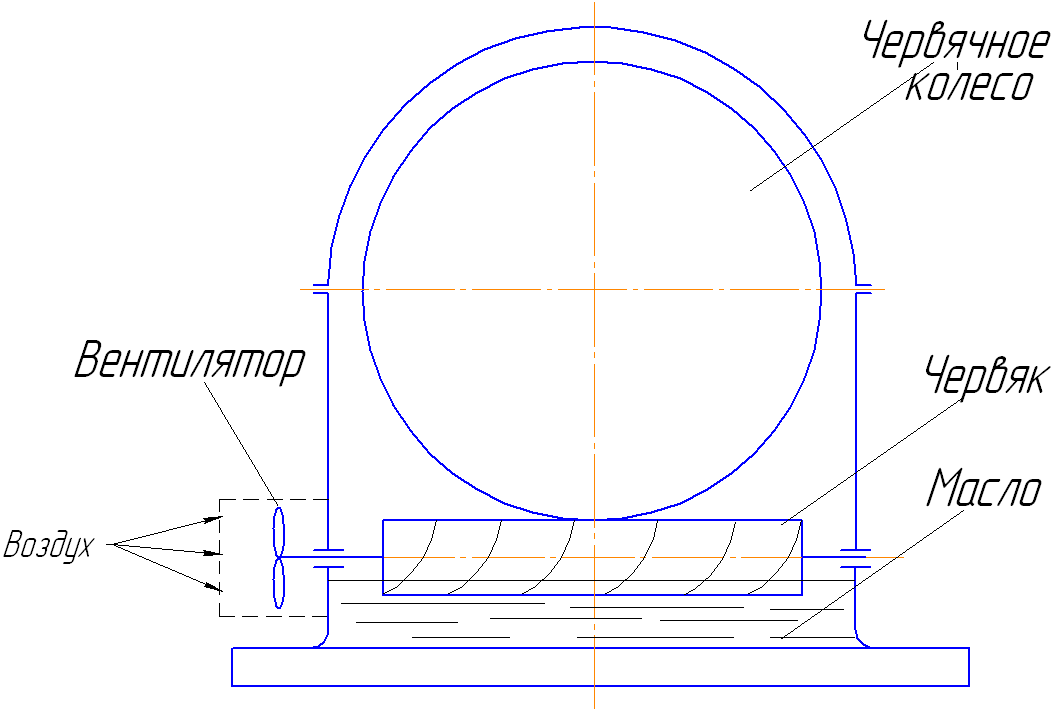 Червячное
колесо
Вентилятор
Червяк
Масло
Воздух